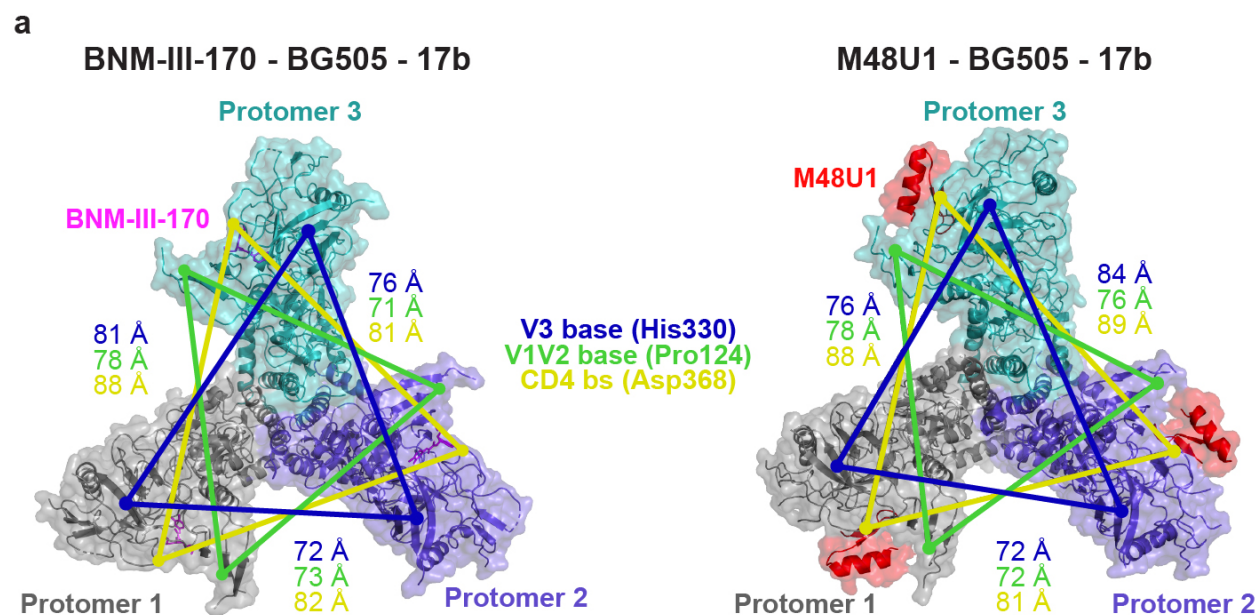 a
BNM-III-170 - BG505 - 17b
M48U1 - BG505 - 17b
Protomer 3
BNM-III-170
76 Å
71 Å
81 Å
81 Å
78 Å
88 Å
72 Å
73 Å
82 Å
Protomer 1
Protomer 2
V3 base (His330)
V1V2 base (Pro124)
CD4 bs (Asp368)
Protomer 3
M48U1
84 Å
76 Å
89 Å
76 Å
78 Å
88 Å
72 Å
72 Å
81 Å
Protomer 1
Protomer 2